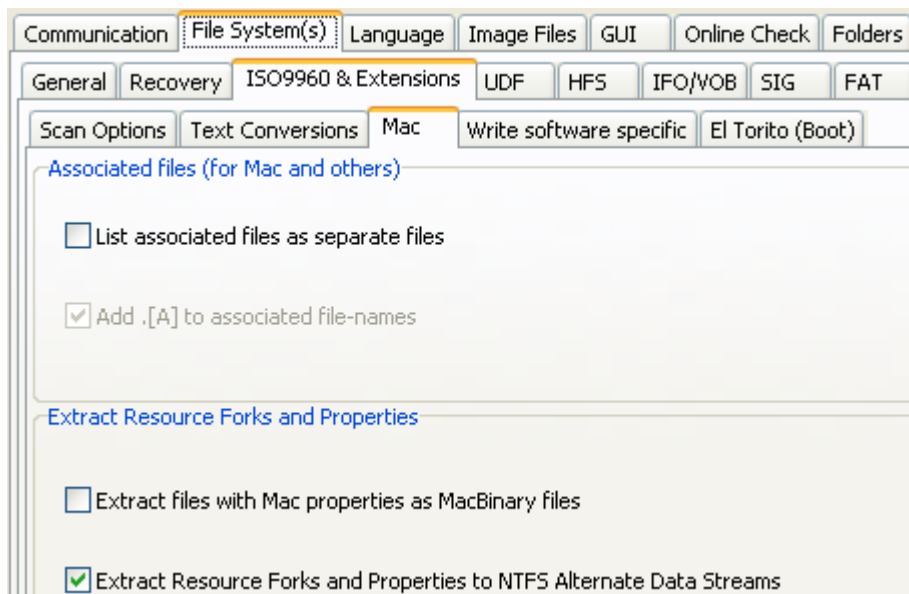 Communication File System(s) Language Image Files GUI Online Check Folders
General Recovery ISO9960 & Extensions UDF HFS IFO/VOB SIG FAT
Scan Options Text Conversions Mac Write software specific El Torito (Boot)
Associated files (for Mac and others)
List associated files as separate files
Add .[A] to associated file-names
Extract Resource Forks and Properties
Extract files with Mac properties as MacBinary files
Extract Resource Forks and Properties to NTFS Alternate Data Streams